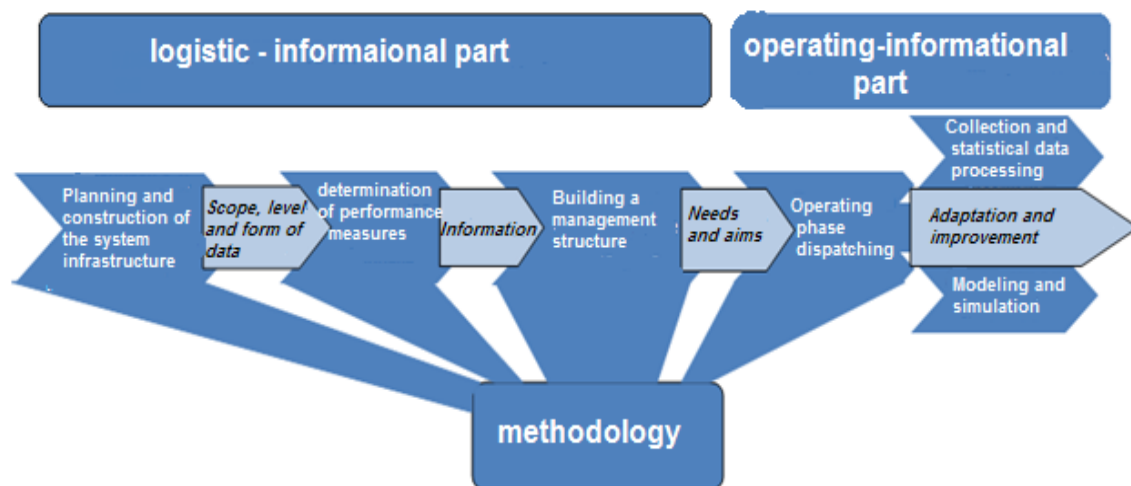 logistic - informaional part
operating-informational
part
Planning and
construction of
the system
infrastructure
Scope, level
and form of
data
determination
of performance
measures
Information
Building a
management
structure
Needs
and aims
Operating
phase
dispatching
Collection and
statistical data
processing
Adaptation and
improvement
Modeling and
simulation
methodology